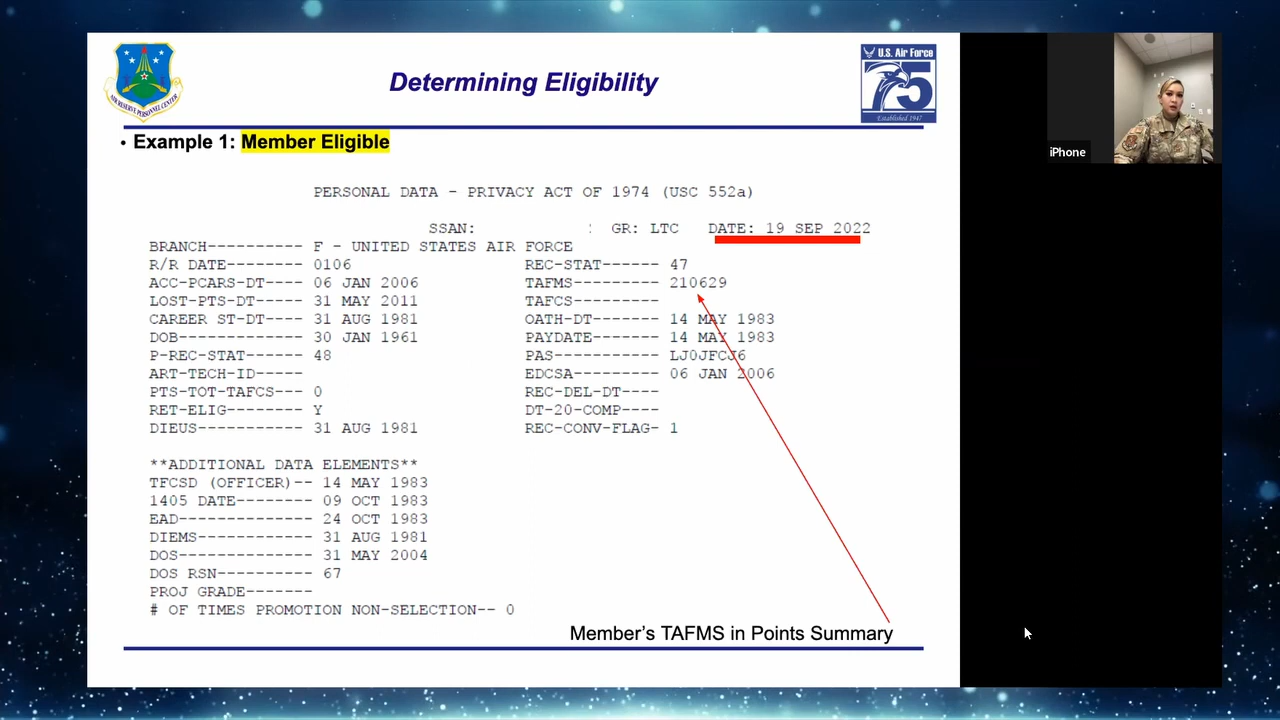 AIR RESERVE PERSONNEL CENTER
Determining Eligibility
U.S. Air Force
75
Established 1947
• Example 1: Member Eligible
PERSONAL DATA - PRIVACY ACT OF 1974 (USC 552a)
SSAN: : GR: LTC DATE: 19 SEP 2022
BRANCH---------- F - UNITED STATES AIR FORCE
R/R DATE-------- 0106 REC-STAT------ 47
ACC-PCARS-DT---- 06 JAN 2006 TAFMS--------- 210629
LOST-PTS-DT----- 31 MAY 2011 TAFCS---------
CAREER ST-DT---- 31 AUG 1981 OATH-DT------- 14 MAY 1983
DOB------------- 30 JAN 1961 PAYDATE------- 14 MAY 1983
P-REC-STAT------ 48 PAS----------- LJ0JFCJ6
ART-TECH-ID----- EDCSA--------- 06 JAN 2006
PTS-TOT-TAFCS--- 0 REC-DEL-DT----
RET-ELIG-------- Y DT-20-COMP----
DIEUS----------- 31 AUG 1981 REC-CONV-FLAG- 1
**ADDITIONAL DATA ELEMENTS**
TFCSD (OFFICER)-- 14 MAY 1983
1405 DATE-------- 09 OCT 1983
EAD-------------- 24 OCT 1983
DIEMS------------ 31 AUG 1981
DOS-------------- 31 MAY 2004
DOS RSN---------- 67
PROJ GRADE-------
# OF TIMES PROMOTION NON-SELECTION-- 0
Member's TAFMS in Points Summary
iPhone